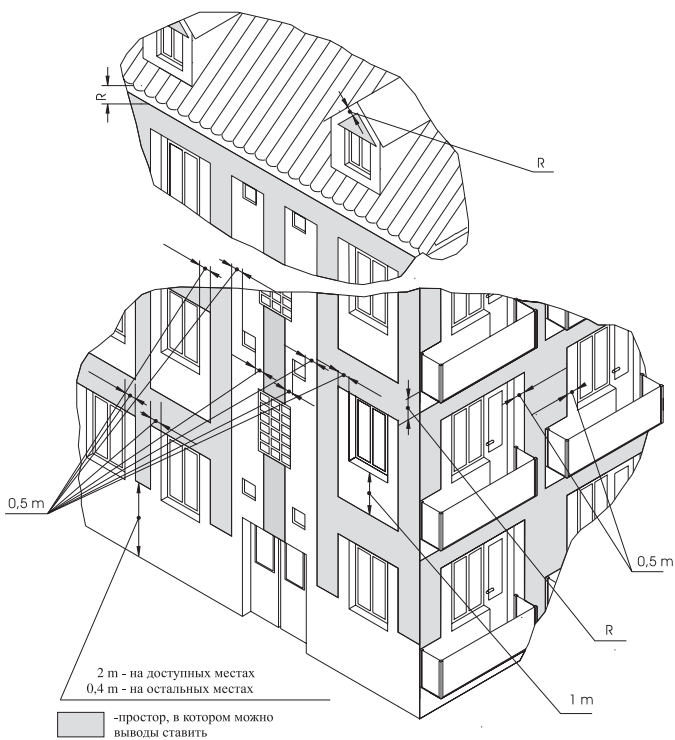 R
R
0,5 m
0,5 m
R
1 m
2 m - на доступных местах
0,4 m - на остальных местах
-простор, в котором можно
выводы ставить